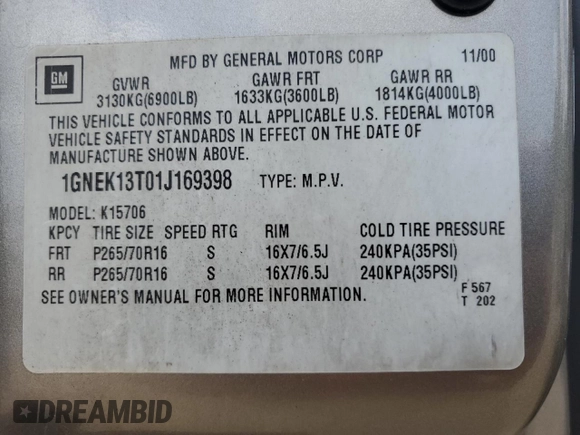 MFD BY GENERAL MOTORS CORP 11/00
GM
GVWR GAWR FRT GAWR RR
3130KG(6900LB) 1633KG(3600LB) 1814KG(4000LB)
THIS VEHICLE CONFORMS TO ALL APPLICABLE U.S. FEDERAL MOTOR
VEHICLE SAFETY STANDARDS IN EFFECT ON THE DATE OF
MANUFACTURE SHOWN ABOVE.
1GNEK13T01J169398 TYPE: M.P.V.
MODEL: K15706
KPCY TIRE SIZE SPEED RTG RIM COLD TIRE PRESSURE
FRT P265/70R16 S 16X7/6.5J 240KPA(35PSI)
RR P265/70R16 S 16X7/6.5J 240KPA(35PSI)
SEE OWNER'S MANUAL FOR MORE INFORMATION.
F 567
T 202
DREAMBID